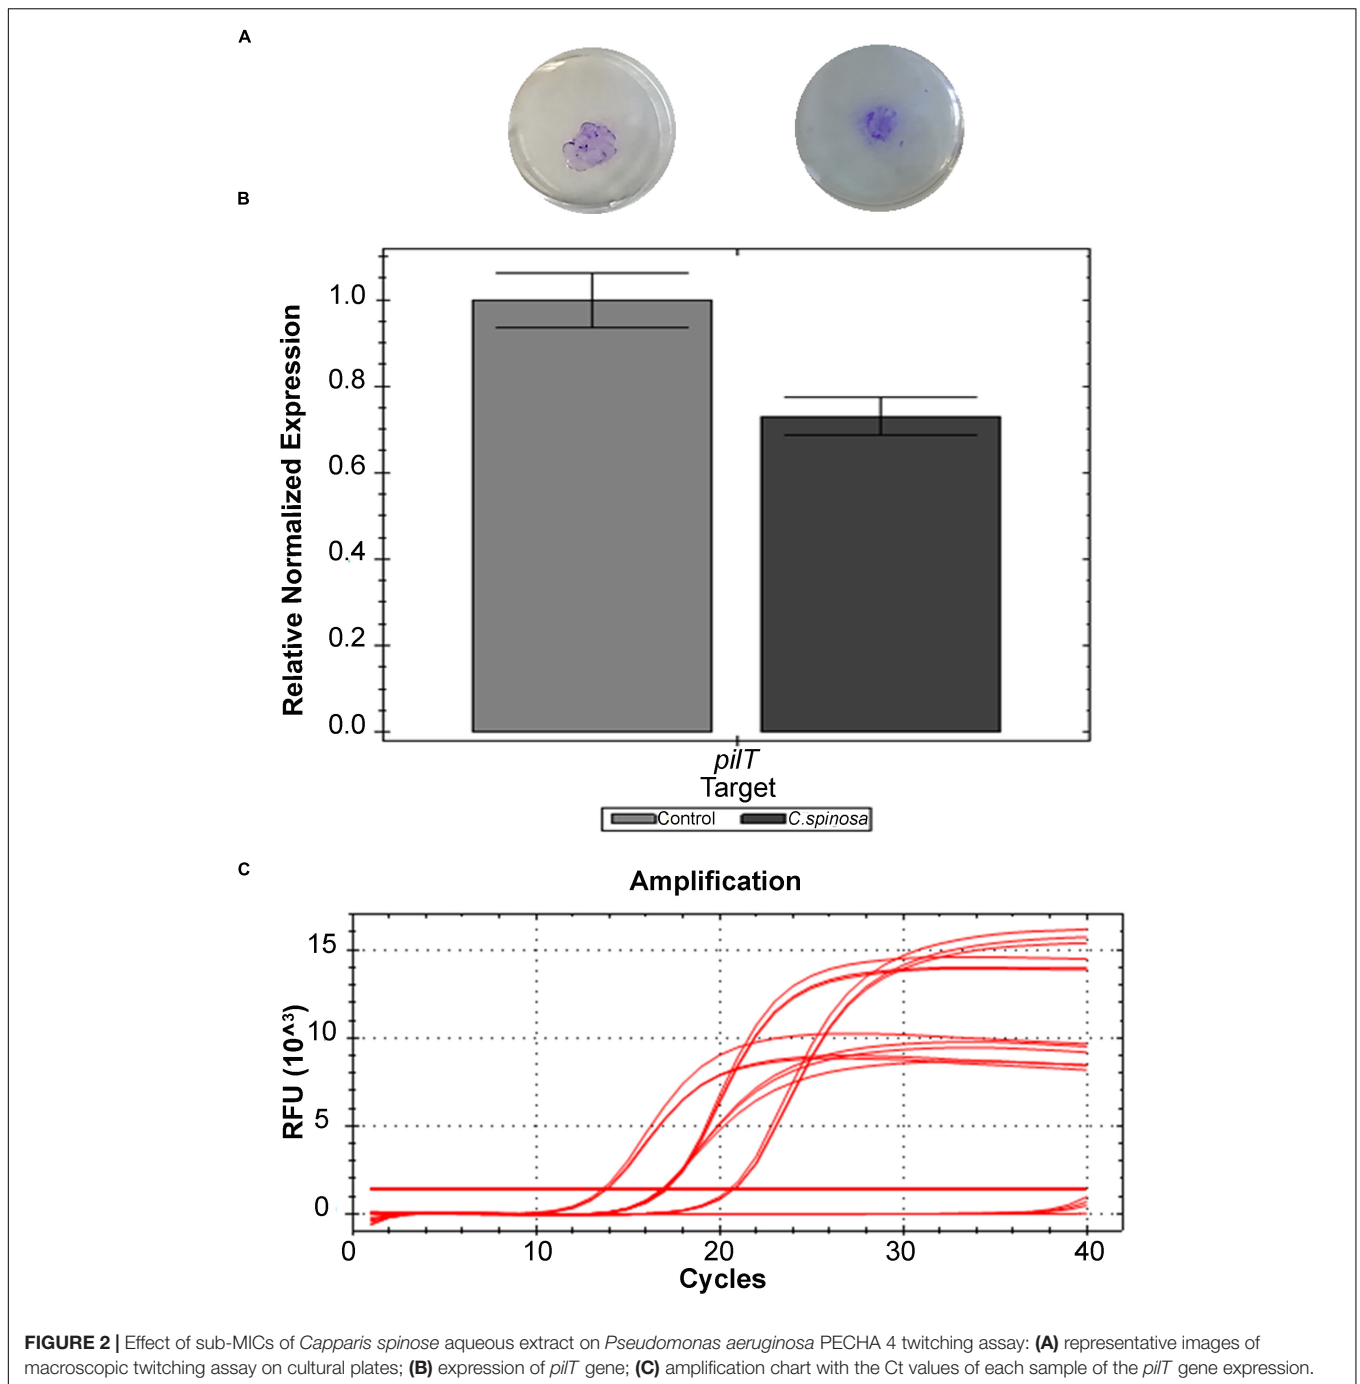 A
B
1.0
0.8
0.6
0.4
0.2
0.0
Relative Normalized Expression
pilT
Target
Control C.spinosa
C
Amplification
15
10
5
0
RFU (10^3)
0 10 20 30 40
Cycles
FIGURE 2 | Effect of sub-MICs of Capparis spinose aqueous extract on Pseudomonas aeruginosa PECHA 4 twitching assay: (A) representative images of
macroscopic twitching assay on cultural plates; (B) expression of pilT gene; (C) amplification chart with the Ct values of each sample of the pilT gene expression.